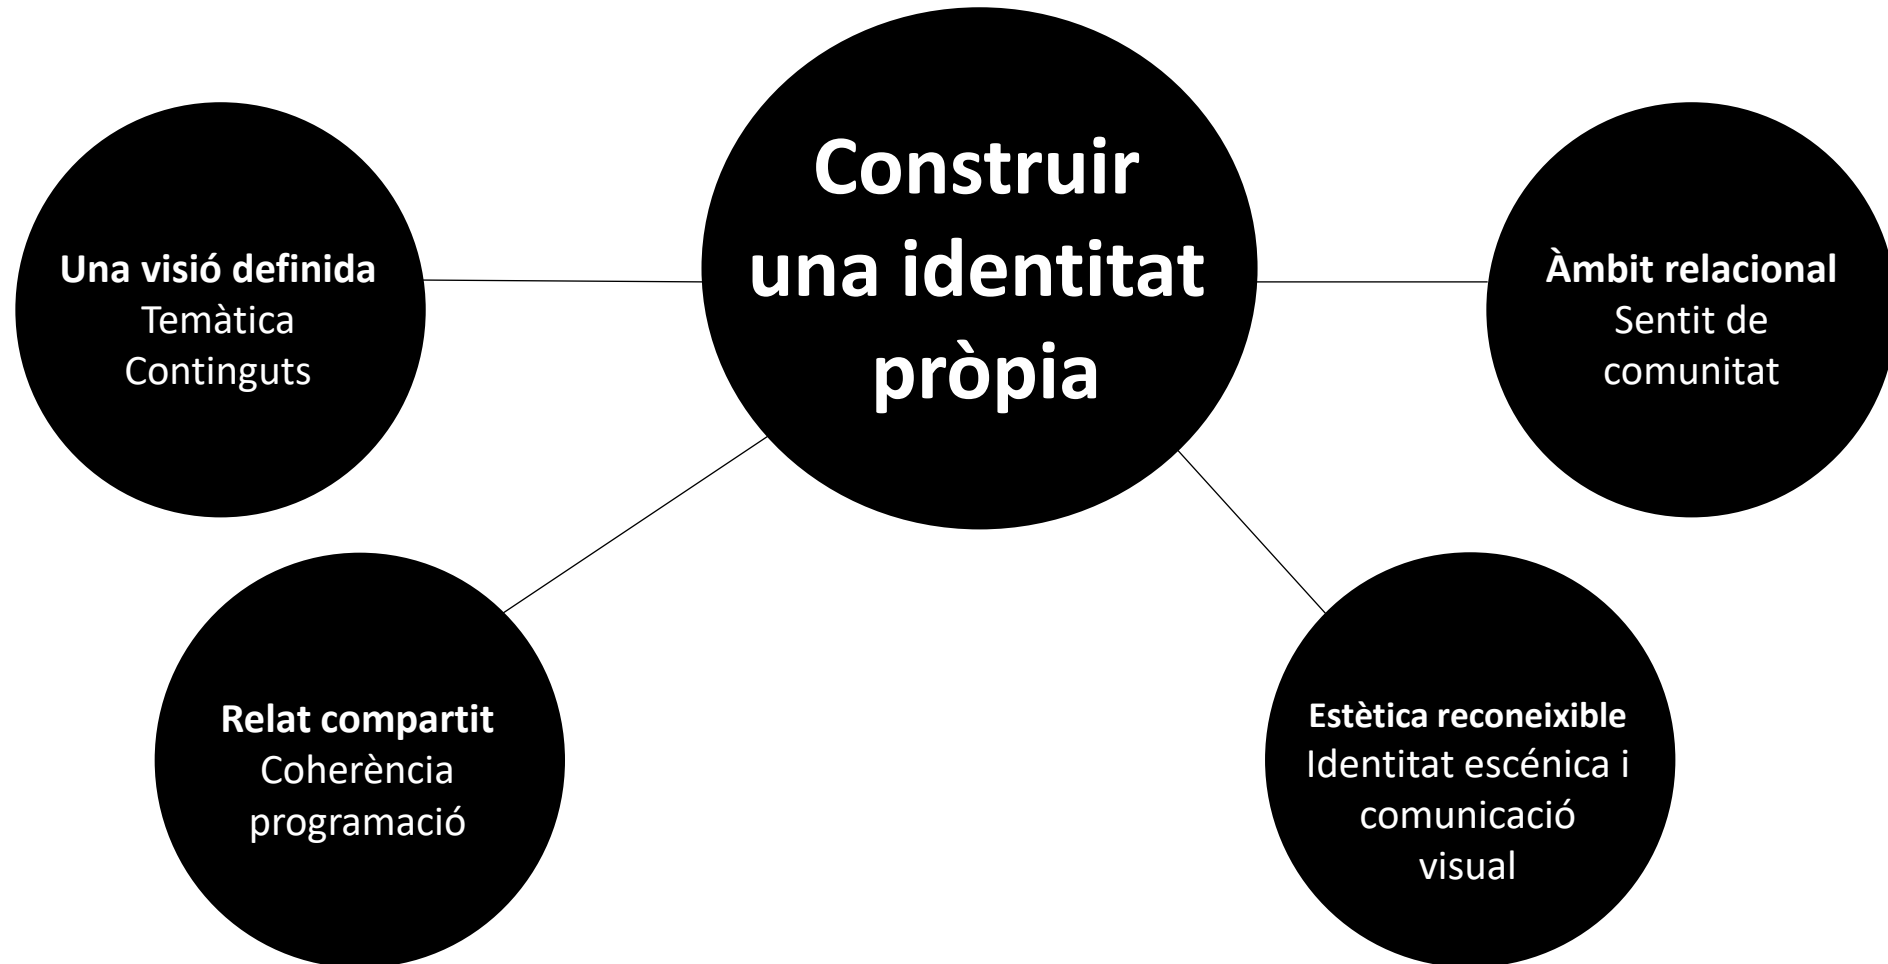 Construir
una identitat
pròpia
Una visió definida
Temàtica
Continguts
Àmbit relacional
Sentit de
comunitat
Relat compartit
Coherència
programació
Estètica reconeixible
Identitat escénica i
comunicació
visual